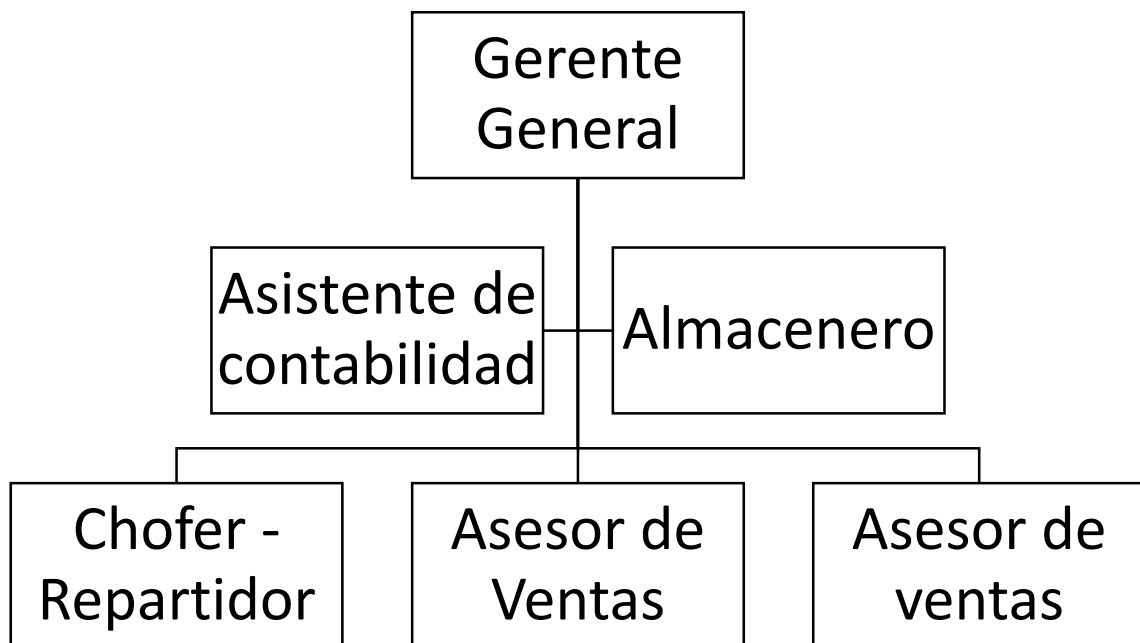 Gerente
General
Asistente de
contabilidad
Almacenero
Chofer -
Repartidor
Asesor de
Ventas
Asesor de
ventas